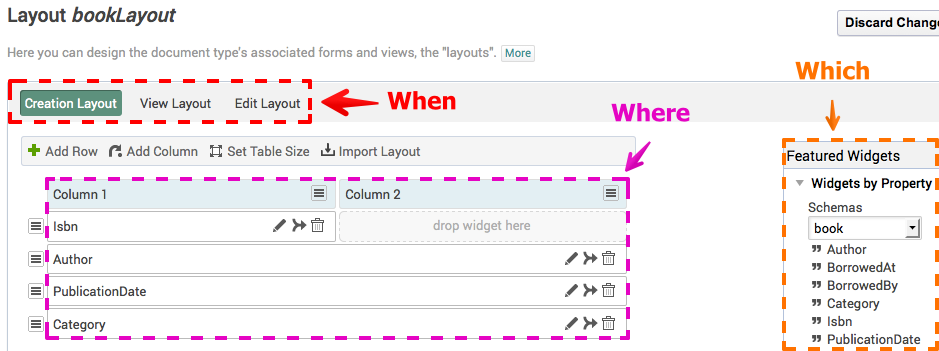 Layout bookLayout
Discard Change
Here you can design the document type's associated forms and views, the "layouts". More
Which
Creation Layout View Layout Edit Layout
When
Where
Add Row Add Column Set Table Size Import Layout
Featured Widgets
Column 1 Column 2
Widgets by Property
Schemas
Isbn drop widget here
book
Author
Author
BorrowedAt
BorrowedBy
PublicationDate
Category
Isbn
Category
PublicationDate